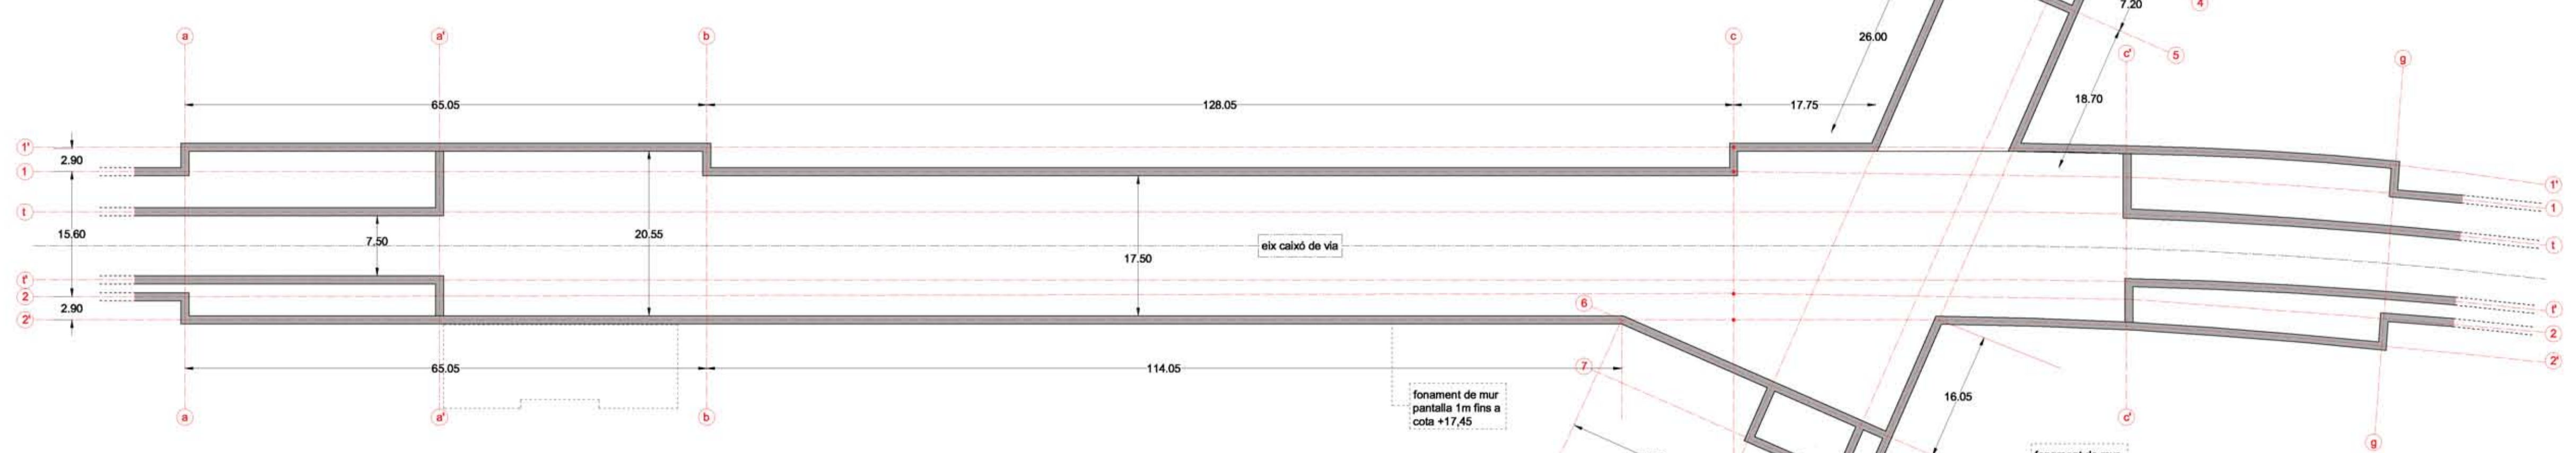 7.20
4
a
a'
b
c
26.00
5
c'
g
65.05
128.05
17.75
18.70
1'
2.90
1
1'
1
t
15.60
7.50
20.55
eix caixó de via
17.50
t
t'
2
2.90
2'
6
t'
2
2'
65.05
114.05
7
fonament de mur
pantalla 1m fins a
cota +17,45
16.05
a
a'
b
c'
g